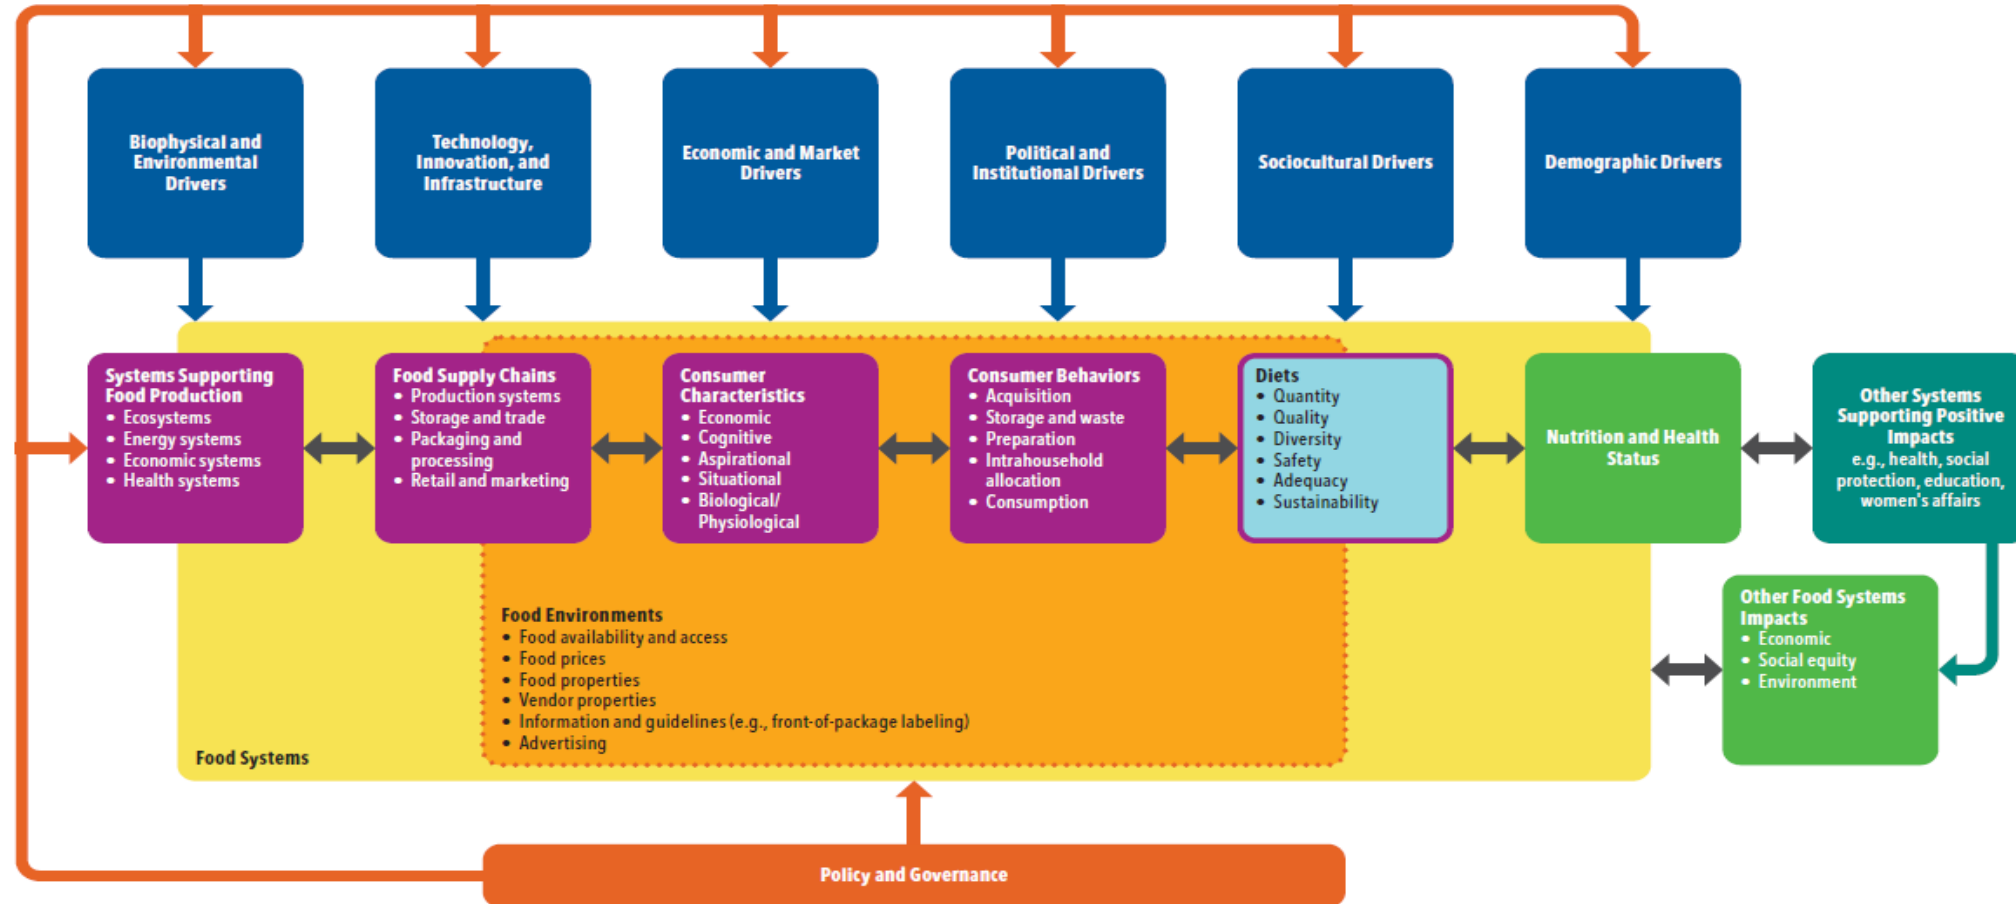 Biophysical and
Environmental
Drivers
Technology,
Innovation, and
Infrastructure
Economic and Market
Drivers
Political and
Institutional Drivers
Sociocultural Drivers
Demographic Drivers
Systems Supporting
Food Production
• Ecosystems
• Energy systems
• Economic systems
• Health systems
Food Supply Chains
• Production systems
• Storage and trade
• Packaging and
processing
• Retail and marketing
Consumer
Characteristics
• Economic
• Cognitive
• Aspirational
• Situational
• Biological/
Physiological
Consumer Behaviors
• Acquisition
• Storage and waste
• Preparation
• Intrahousehold
allocation
• Consumption
Diets
• Quantity
• Quality
• Diversity
• Safety
• Adequacy
• Sustainability
Nutrition and Health
Status
Other Systems
Supporting Positive
Impacts
e.g., health, social
protection, education,
women's affairs
Food Environments
• Food availability and access
• Food prices
• Food properties
• Vendor properties
• Information and guidelines (e.g., front-of-package labeling)
• Advertising
Other Food Systems
Impacts
• Economic
• Social equity
• Environment
Food Systems
Policy and Governance